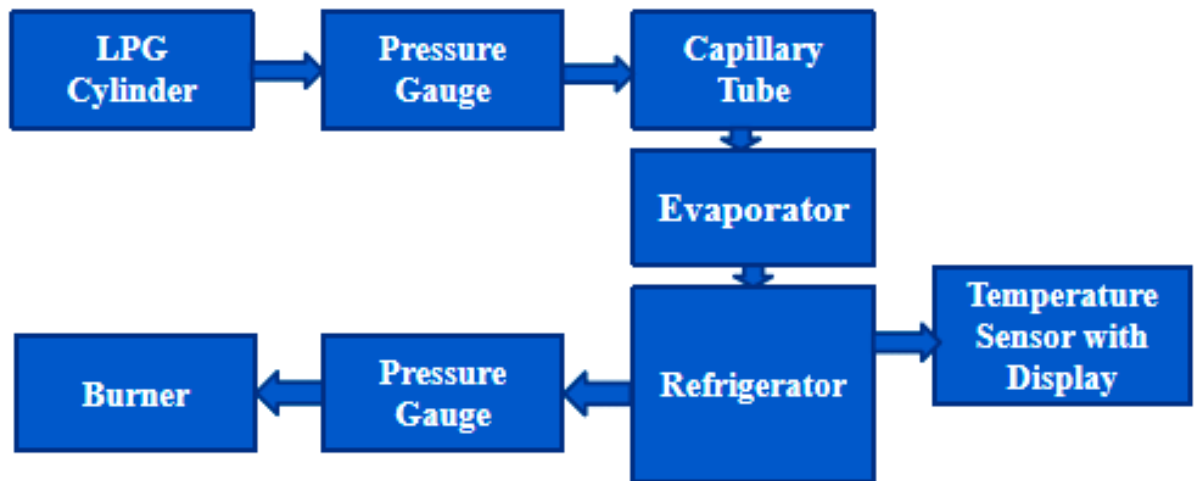 LPG
Cylinder
Pressure
Gauge
Capillary
Tube
Evaporator
Temperature
Sensor with
Display
Refrigerator
Pressure
Gauge
Burner